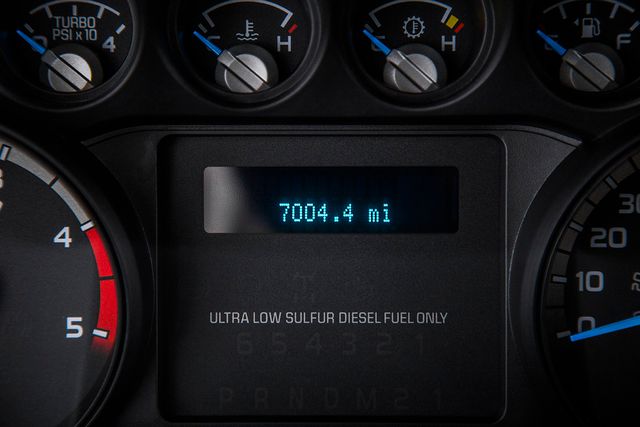 TURBO
PSI x 10
4
H
H
F
7004.4 mi
3
4
5
30
20
10
0
ULTRA LOW SULFUR DIESEL FUEL ONLY
6 5 4 3 2 1
P R N D M 2 1